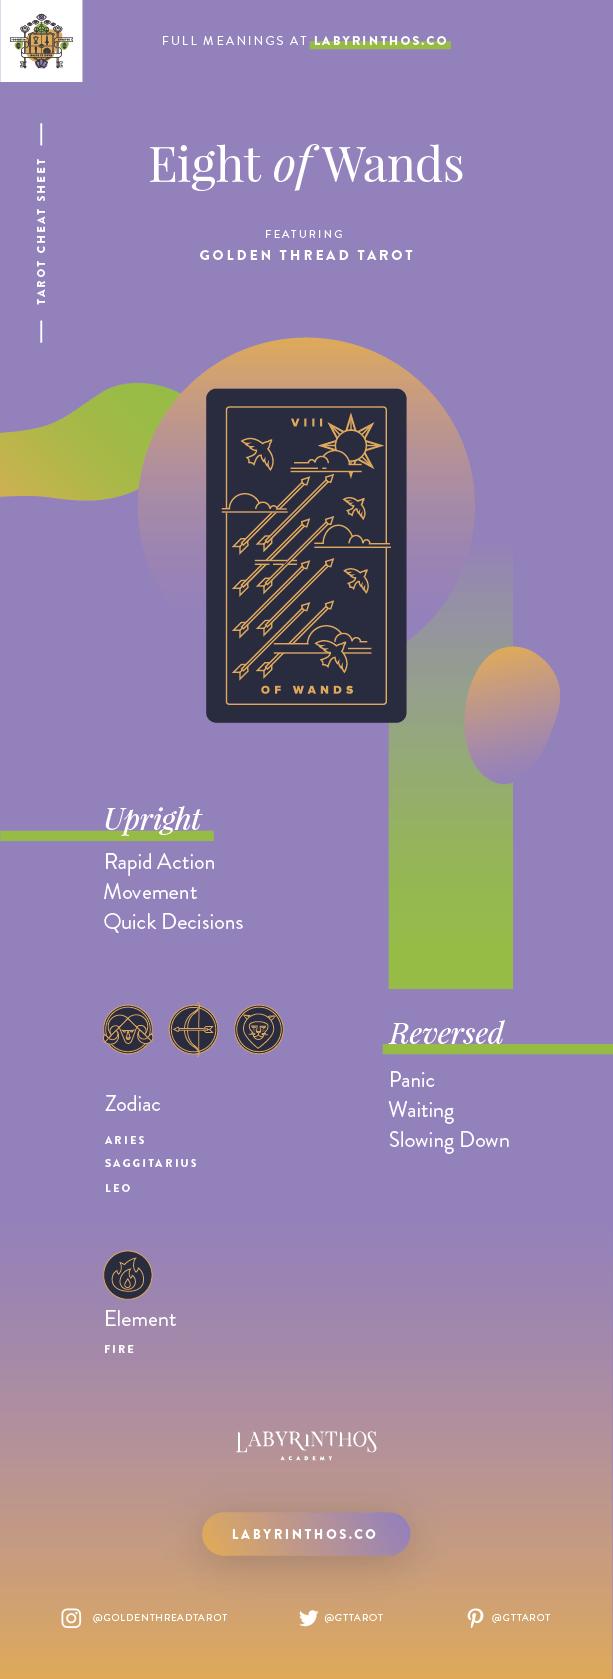 FULL MEANINGS AT LABYRINTHOS.CO
TAROT CHEAT SHEET
Eight of Wands
FEATURING
GOLDEN THREAD TAROT
VIII
OF WANDS
Upright
Rapid Action
Movement
Quick Decisions
Reversed
Panic
Waiting
Slowing Down
Zodiac
ARIES
SAGGITARIUS
LEO
Element
FIRE
LABYRINTHOS
ACADEMY
LABYRINTHOS.CO
@GOLDENTHREADTAROT
@GTTAROT
@GTTAROT